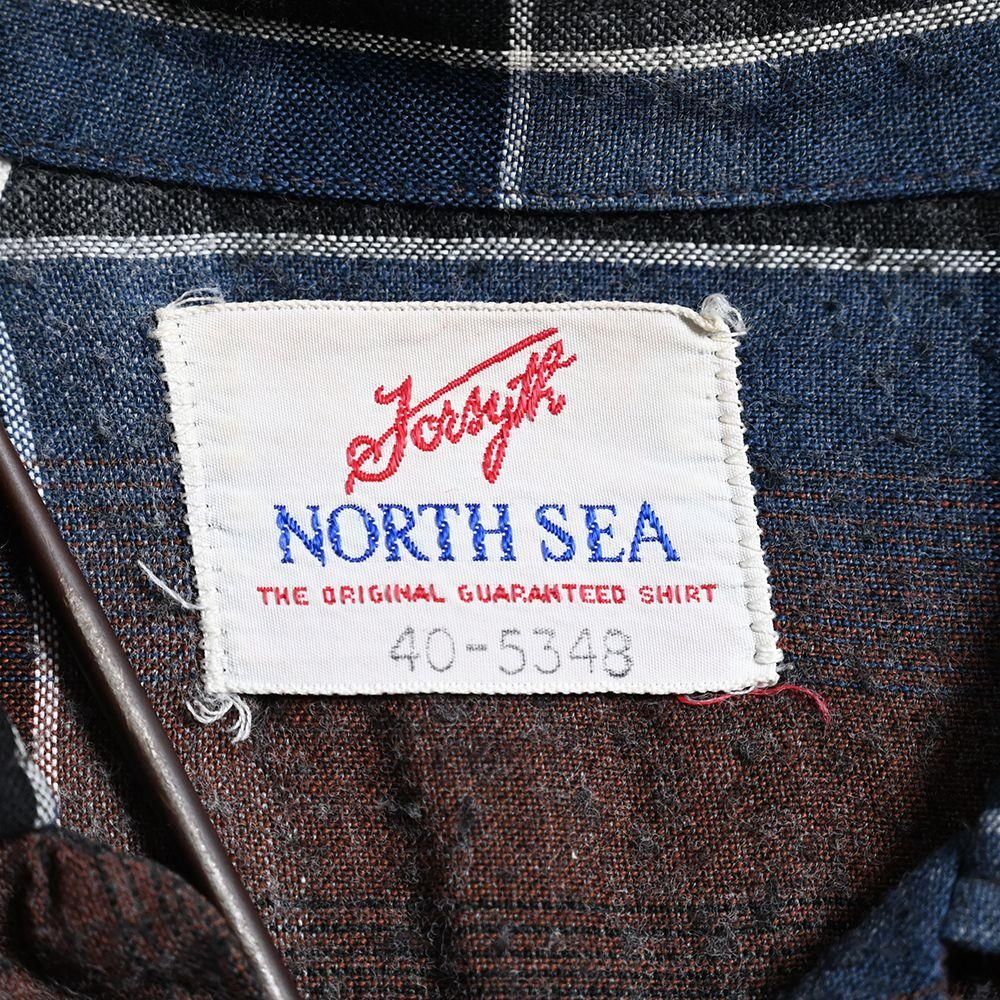 Forsyth
NORTH SEA
THE ORIGINAL GUARANTEED SHIRT
40-5348